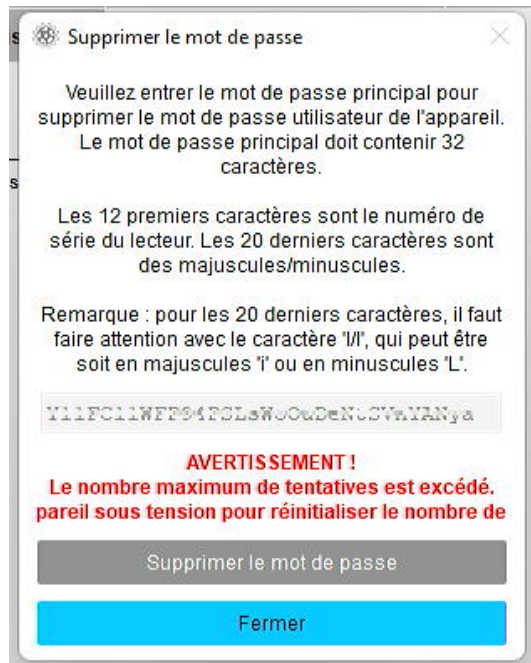 Supprimer le mot de passe
Veuillez entrer le mot de passe principal pour
supprimer le mot de passe utilisateur de l'appareil.
Le mot de passe principal doit contenir 32
caractères.
Les 12 premiers caractères sont le numéro de
série du lecteur. Les 20 derniers caractères sont
des majuscules/minuscules.
Remarque : pour les 20 derniers caractères, il faut
faire attention avec le caractère 'l/I', qui peut être
soit en majuscules 'i' ou en minuscules 'L'.
AVERTISSEMENT !
Le nombre maximum de tentatives est excédé.
pareil sous tension pour réinitialiser le nombre de
Supprimer le mot de passe
Fermer